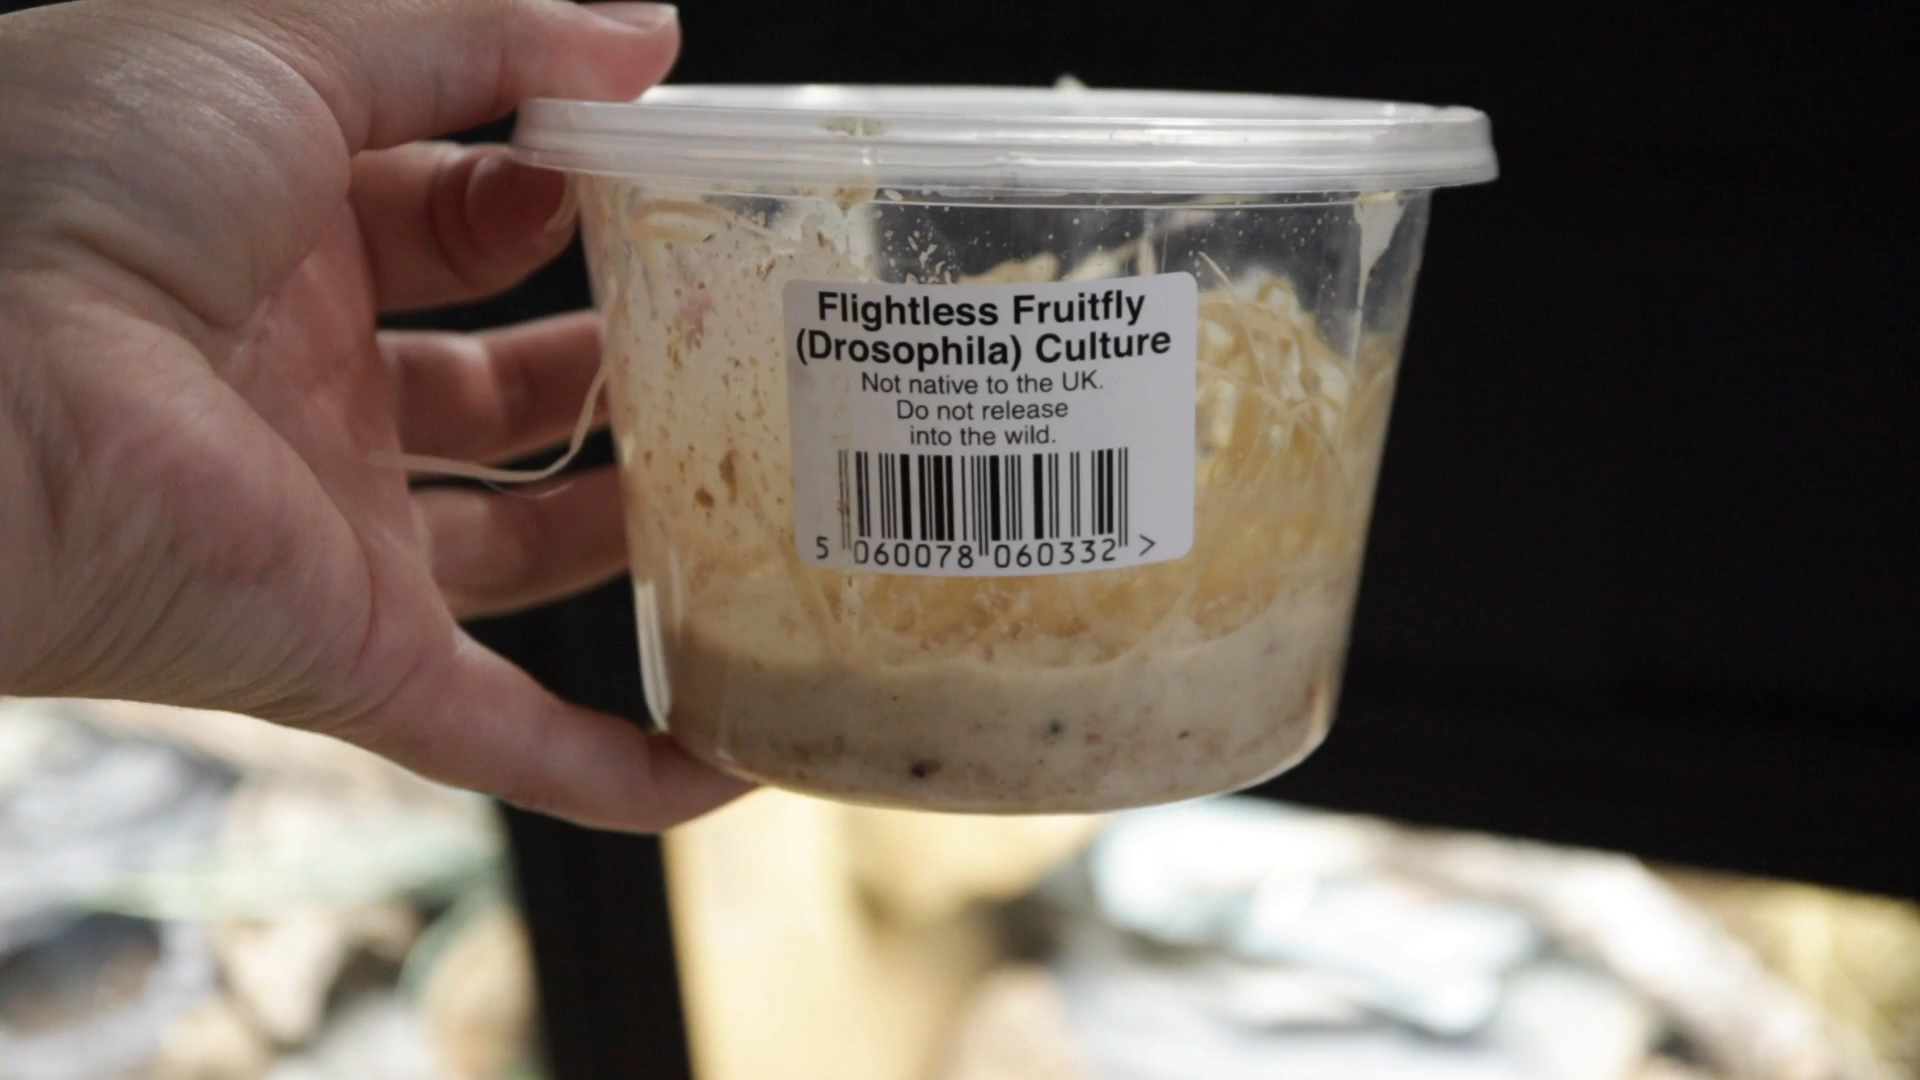 Flightless Fruitfly
(Drosophila) Culture
Not native to the UK.
Do not release
into the wild.
5 060078 060332 >